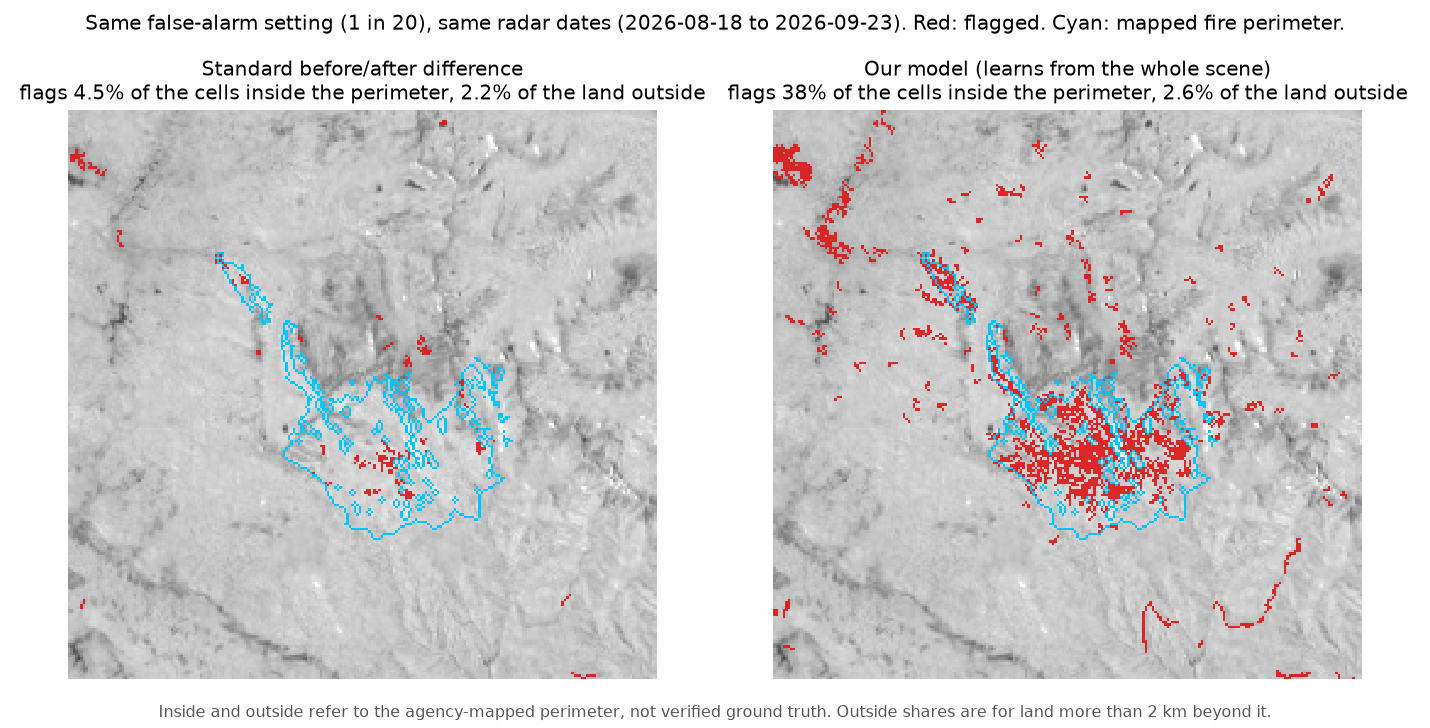 Same false-alarm setting (1 in 20), same radar dates (2026-08-18 to 2026-09-23). Red: flagged. Cyan: mapped fire perimeter.
Standard before/after difference
flags 4.5% of the cells inside the perimeter, 2.2% of the land outside
Our model (learns from the whole scene)
flags 38% of the cells inside the perimeter, 2.6% of the land outside
Inside and outside refer to the agency-mapped perimeter, not verified ground truth. Outside shares are for land more than 2 km beyond it.